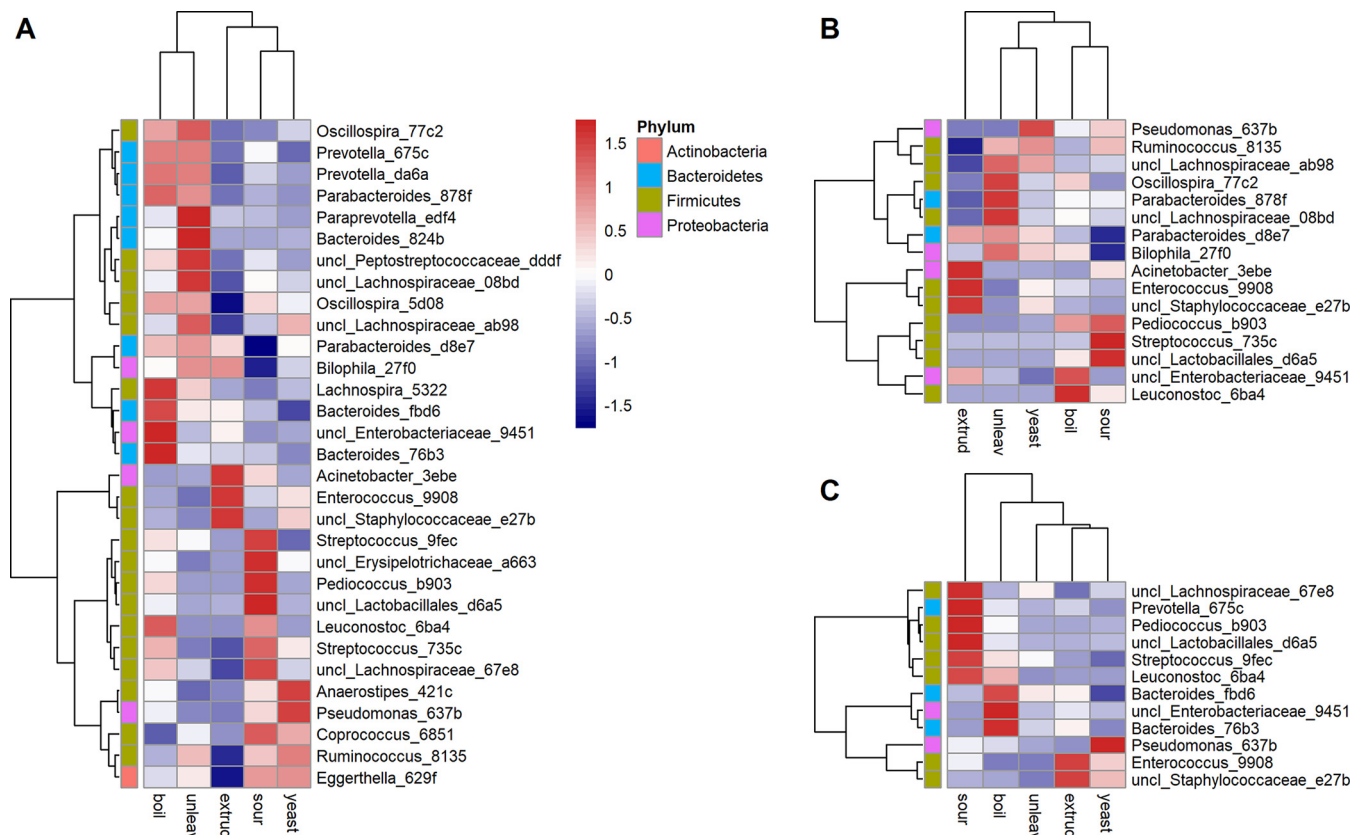 A
Oscillospira_77c2
Prevotella_675c
Prevotella_da6a
Parabacteroides_878f
Paraprevotella_edf4
Bacteroides_824b
uncl_Peptostreptococcaceae_dddf
uncl_Lachnospiraceae_08bd
Oscillospira_5d08
uncl_Lachnospiraceae_ab98
Parabacteroides_d8e7
Bilophila_27f0
Lachnospira_5322
Bacteroides_fbd6
uncl_Enterobacteriaceae_9451
Bacteroides_76b3
Acinetobacter_3ebe
Enterococcus_9908
uncl_Staphylococcaceae_e27b
Streptococcus_9fec
uncl_Erysipelotrichaceae_a663
Pediococcus_b903
uncl_Lactobacillales_d6a5
Leuconostoc_6ba4
Streptococcus_735c
uncl_Lachnospiraceae_67e8
Anaerostipes_421c
Pseudomonas_637b
Coprococcus_6851
Ruminococcus_8135
Eggerthella_629f
boil
unleav
extrud
sour
yeast
1.5
1
0.5
0
-0.5
-1
-1.5
Phylum
Actinobacteria
Bacteroidetes
Firmicutes
Proteobacteria
B
Pseudomonas_637b
Ruminococcus_8135
uncl_Lachnospiraceae_ab98
Oscillospira_77c2
Parabacteroides_878f
uncl_Lachnospiraceae_08bd
Parabacteroides_d8e7
Bilophila_27f0
Acinetobacter_3ebe
Enterococcus_9908
uncl_Staphylococcaceae_e27b
Pediococcus_b903
Streptococcus_735c
uncl_Lactobacillales_d6a5
uncl_Enterobacteriaceae_9451
Leuconostoc_6ba4
extrud
unleav
yeast
boil
sour
C
uncl_Lachnospiraceae_67e8
Prevotella_675c
Pediococcus_b903
uncl_Lactobacillales_d6a5
Streptococcus_9fec
Leuconostoc_6ba4
Bacteroides_fbd6
uncl_Enterobacteriaceae_9451
Bacteroides_76b3
Pseudomonas_637b
Enterococcus_9908
uncl_Staphylococcaceae_e27b
sour
boil
unleav
extrud
yeast